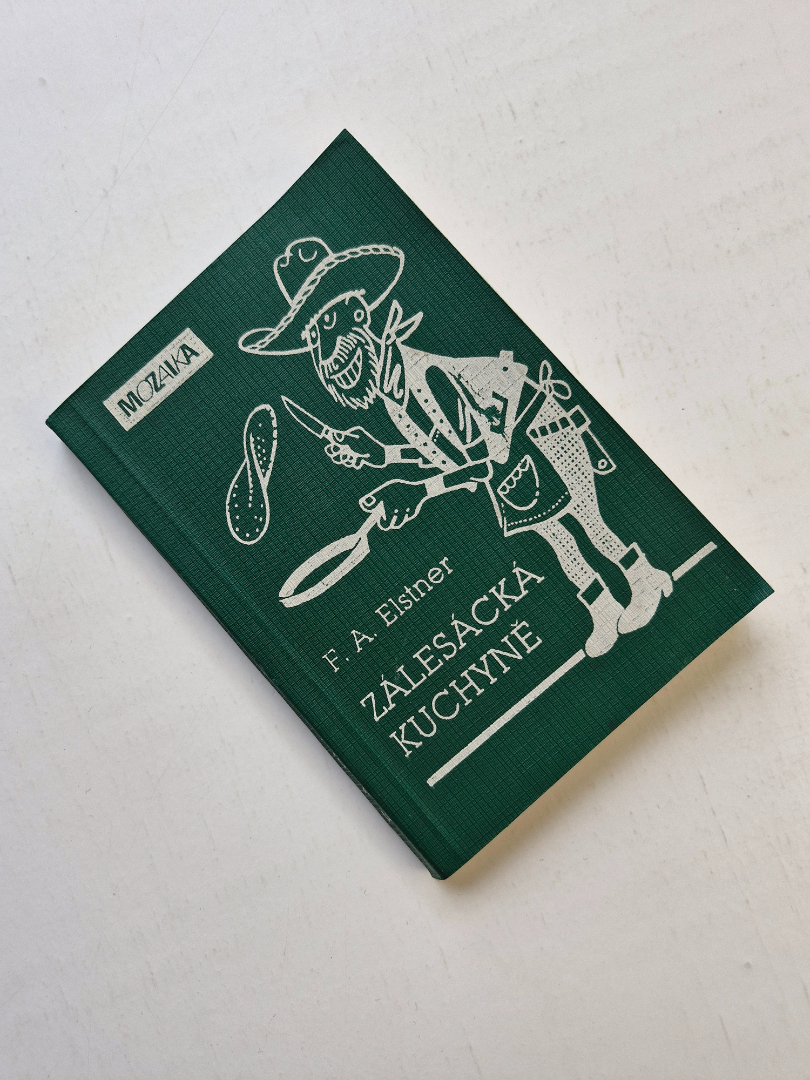 MOZAIKA
F. A. Elstner
ZÁLESÁCKÁ
KUCHYNĚ